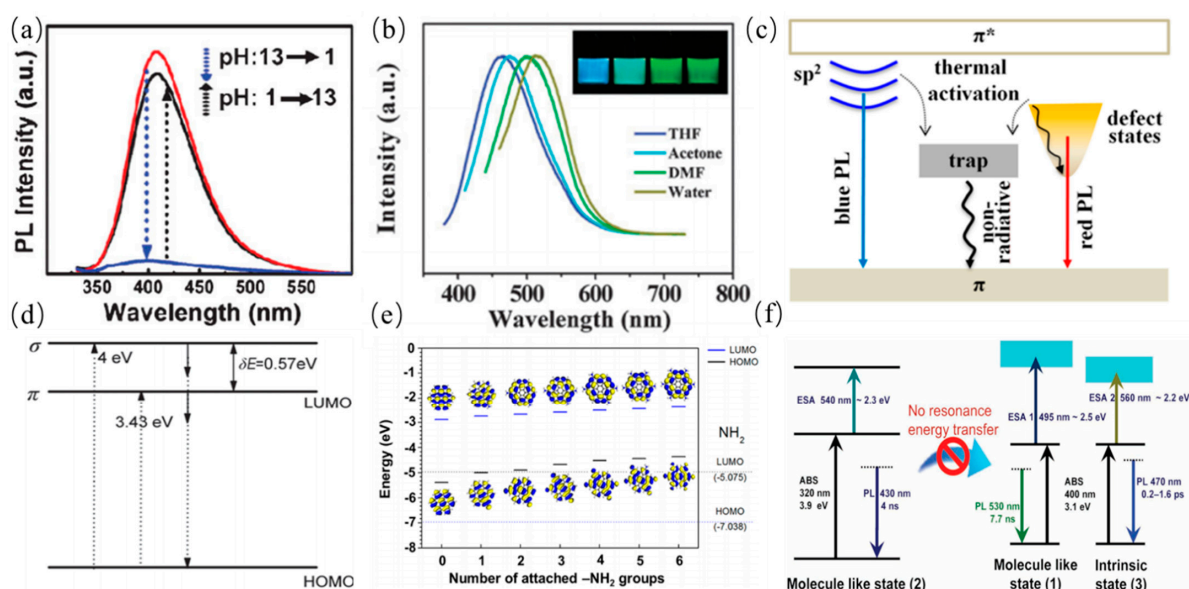 (a)
PL Intensity (a.u.)
pH:13→1
pH: 1→13
350 400 450 500 550
Wavelength (nm)
(b)
Intensity (a.u.)
THF
Acetone
DMF
Water
400 500 600 700 800
Wavelength (nm)
(c)
π*
sp²
thermal
activation
defect
states
trap
blue PL
non-
radiative
red PL
π
(d)
σ
4 eV
δE=0.57eV
π
LUMO
3.43 eV
HOMO
(e)
0
-1
-2
-3
-4
-5
-6
-7
-8
Energy (eV)
LUMO
HOMO
NH₂
LUMO
(-5.075)
HOMO
(-7.038)
0 1 2 3 4 5 6
Number of attached –NH₂ groups
(f)
ESA 540 nm ~ 2.3 eV
No resonance
energy transfer
ESA 1 495 nm ~ 2.5 eV
ESA 2 560 nm ~ 2.2 eV
ABS
320 nm
3.9 eV
PL 430 nm
4 ns
PL 530 nm
7.7 ns
ABS
400 nm
3.1 eV
PL 470 nm
0.2–1.6 ps
Molecule like state (2)
Molecule like
state (1)
Intrinsic
state (3)